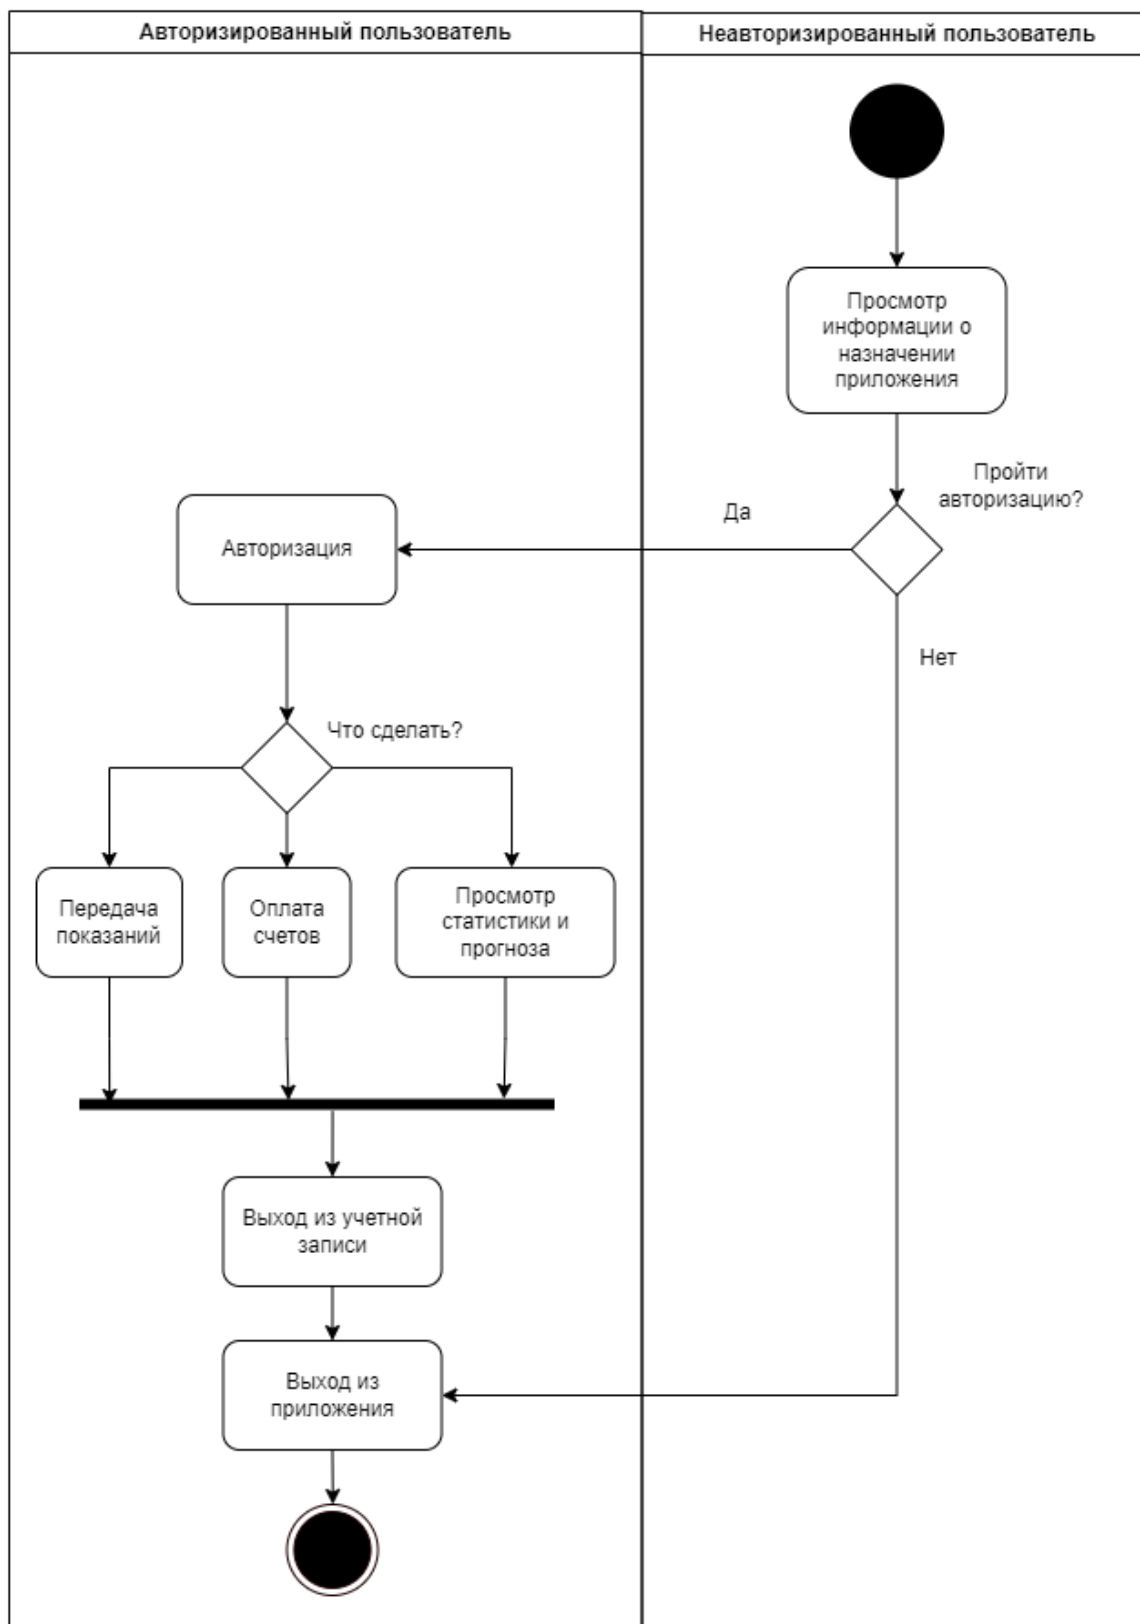 Авторизированный пользователь
Неавторизированный пользователь
Просмотр
информации о
назначении
приложения
Пройти
авторизацию?
Да
Авторизация
Нет
Что сделать?
Передача
показаний
Оплата
счетов
Просмотр
статистики и
прогноза
Выход из учетной
записи
Выход из
приложения